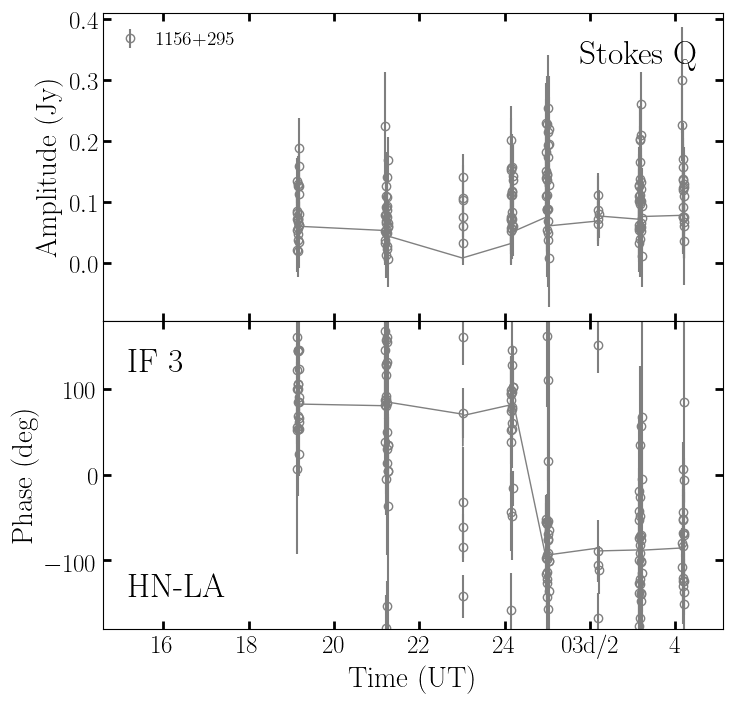 0.4
1156+295
Stokes Q
0.3
0.2
0.1
0.0
Amplitude (Jy)
IF 3
100
0
−100
Phase (deg)
HN-LA
16 18 20 22 24 03d/2 4
Time (UT)